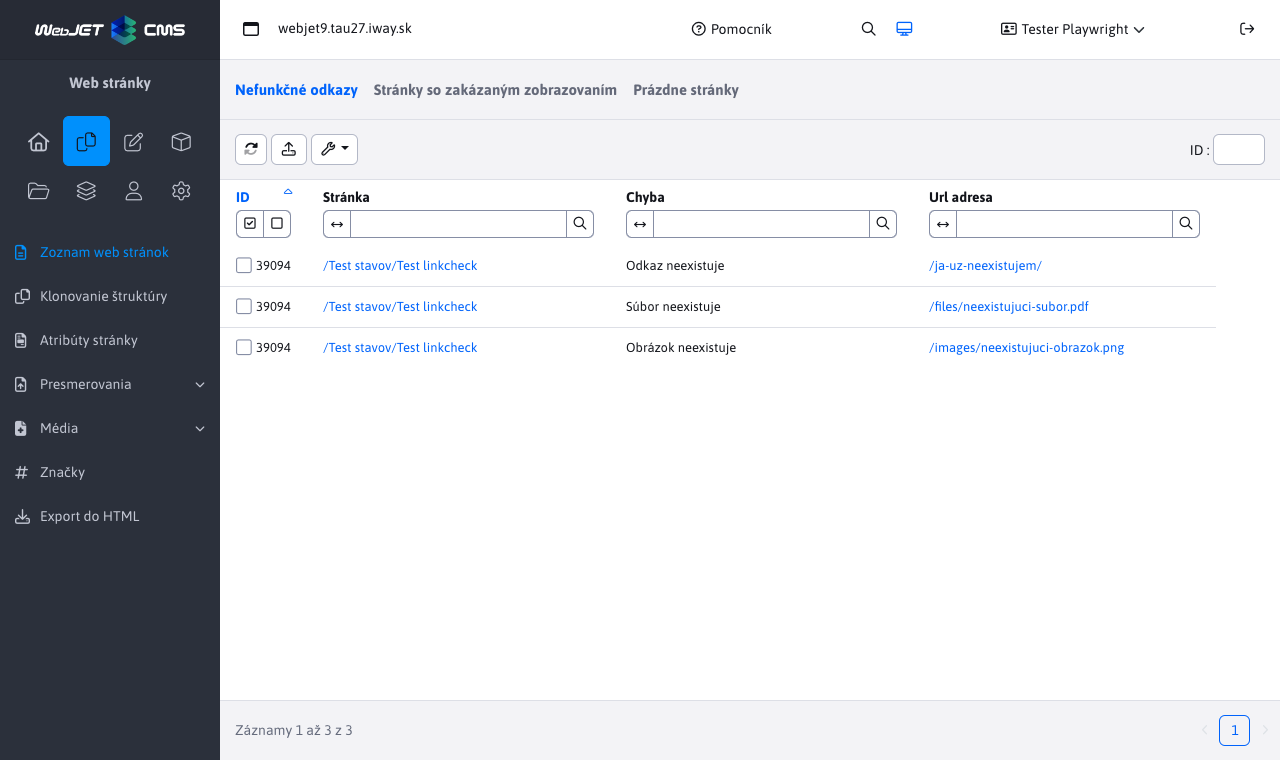 WebJET CMS
webjet9.tau27.iway.sk
Pomocník
Tester Playwright
Web stránky
Zoznam web stránok
Klonovanie štruktúry
Atribúty stránky
Presmerovania
Média
Značky
Export do HTML
Nefunkčné odkazy Stránky so zakázaným zobrazovaním Prázdne stránky
ID :
ID Stránka Chyba Url adresa
39094 /Test stavov/Test linkcheck Odkaz neexistuje /ja-uz-neexistujem/
39094 /Test stavov/Test linkcheck Súbor neexistuje /files/neexistujuci-subor.pdf
39094 /Test stavov/Test linkcheck Obrázok neexistuje /images/neexistujuci-obrazok.png
Záznamy 1 až 3 z 3
1